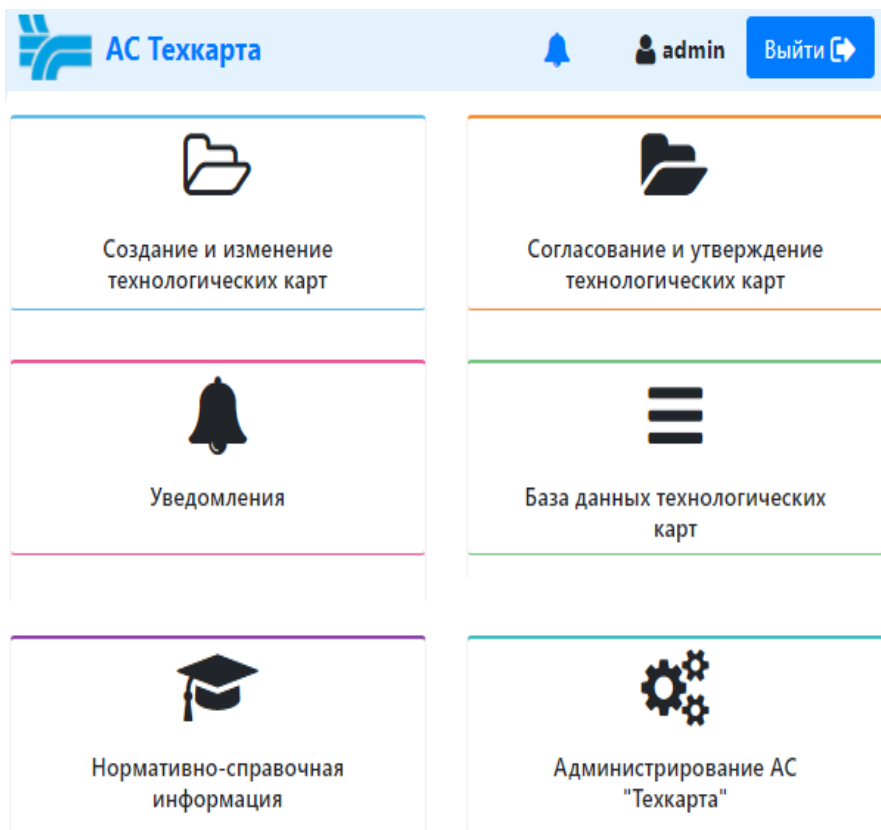 АС Техкарта
admin
Выйти
Создание и изменение
технологических карт
Согласование и утверждение
технологических карт
Уведомления
База данных технологических
карт
Нормативно-справочная
информация
Администрирование АС
"Техкарта"